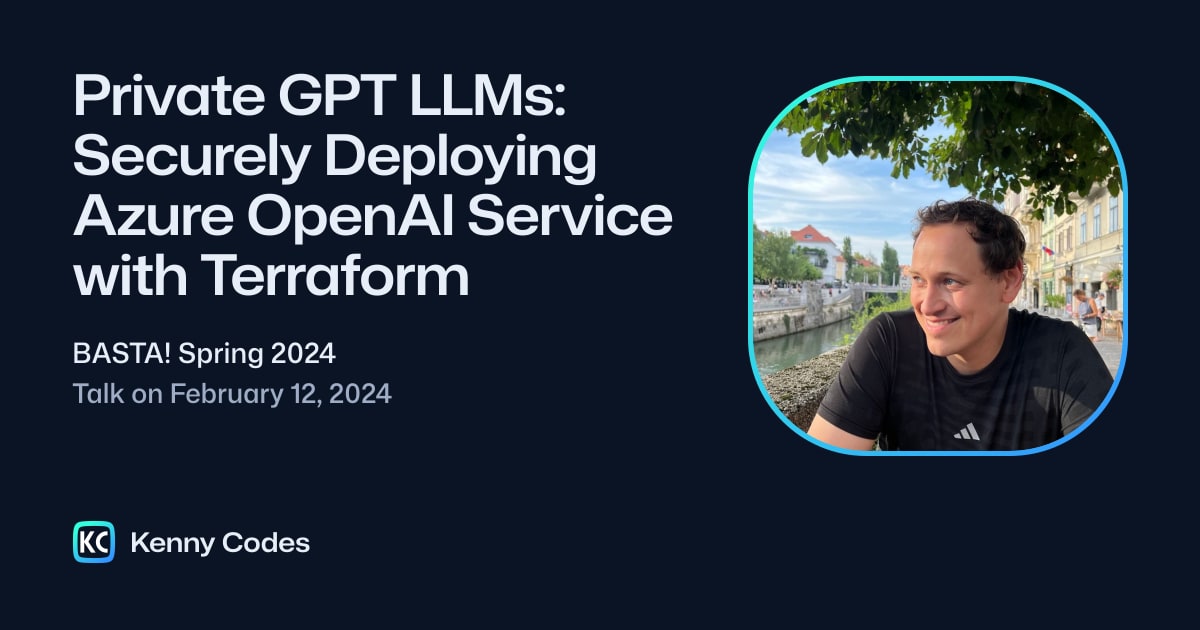 Private GPT LLMs:
Securely Deploying
Azure OpenAI Service
with Terraform
BASTA! Spring 2024
Talk on February 12, 2024
KC Kenny Codes